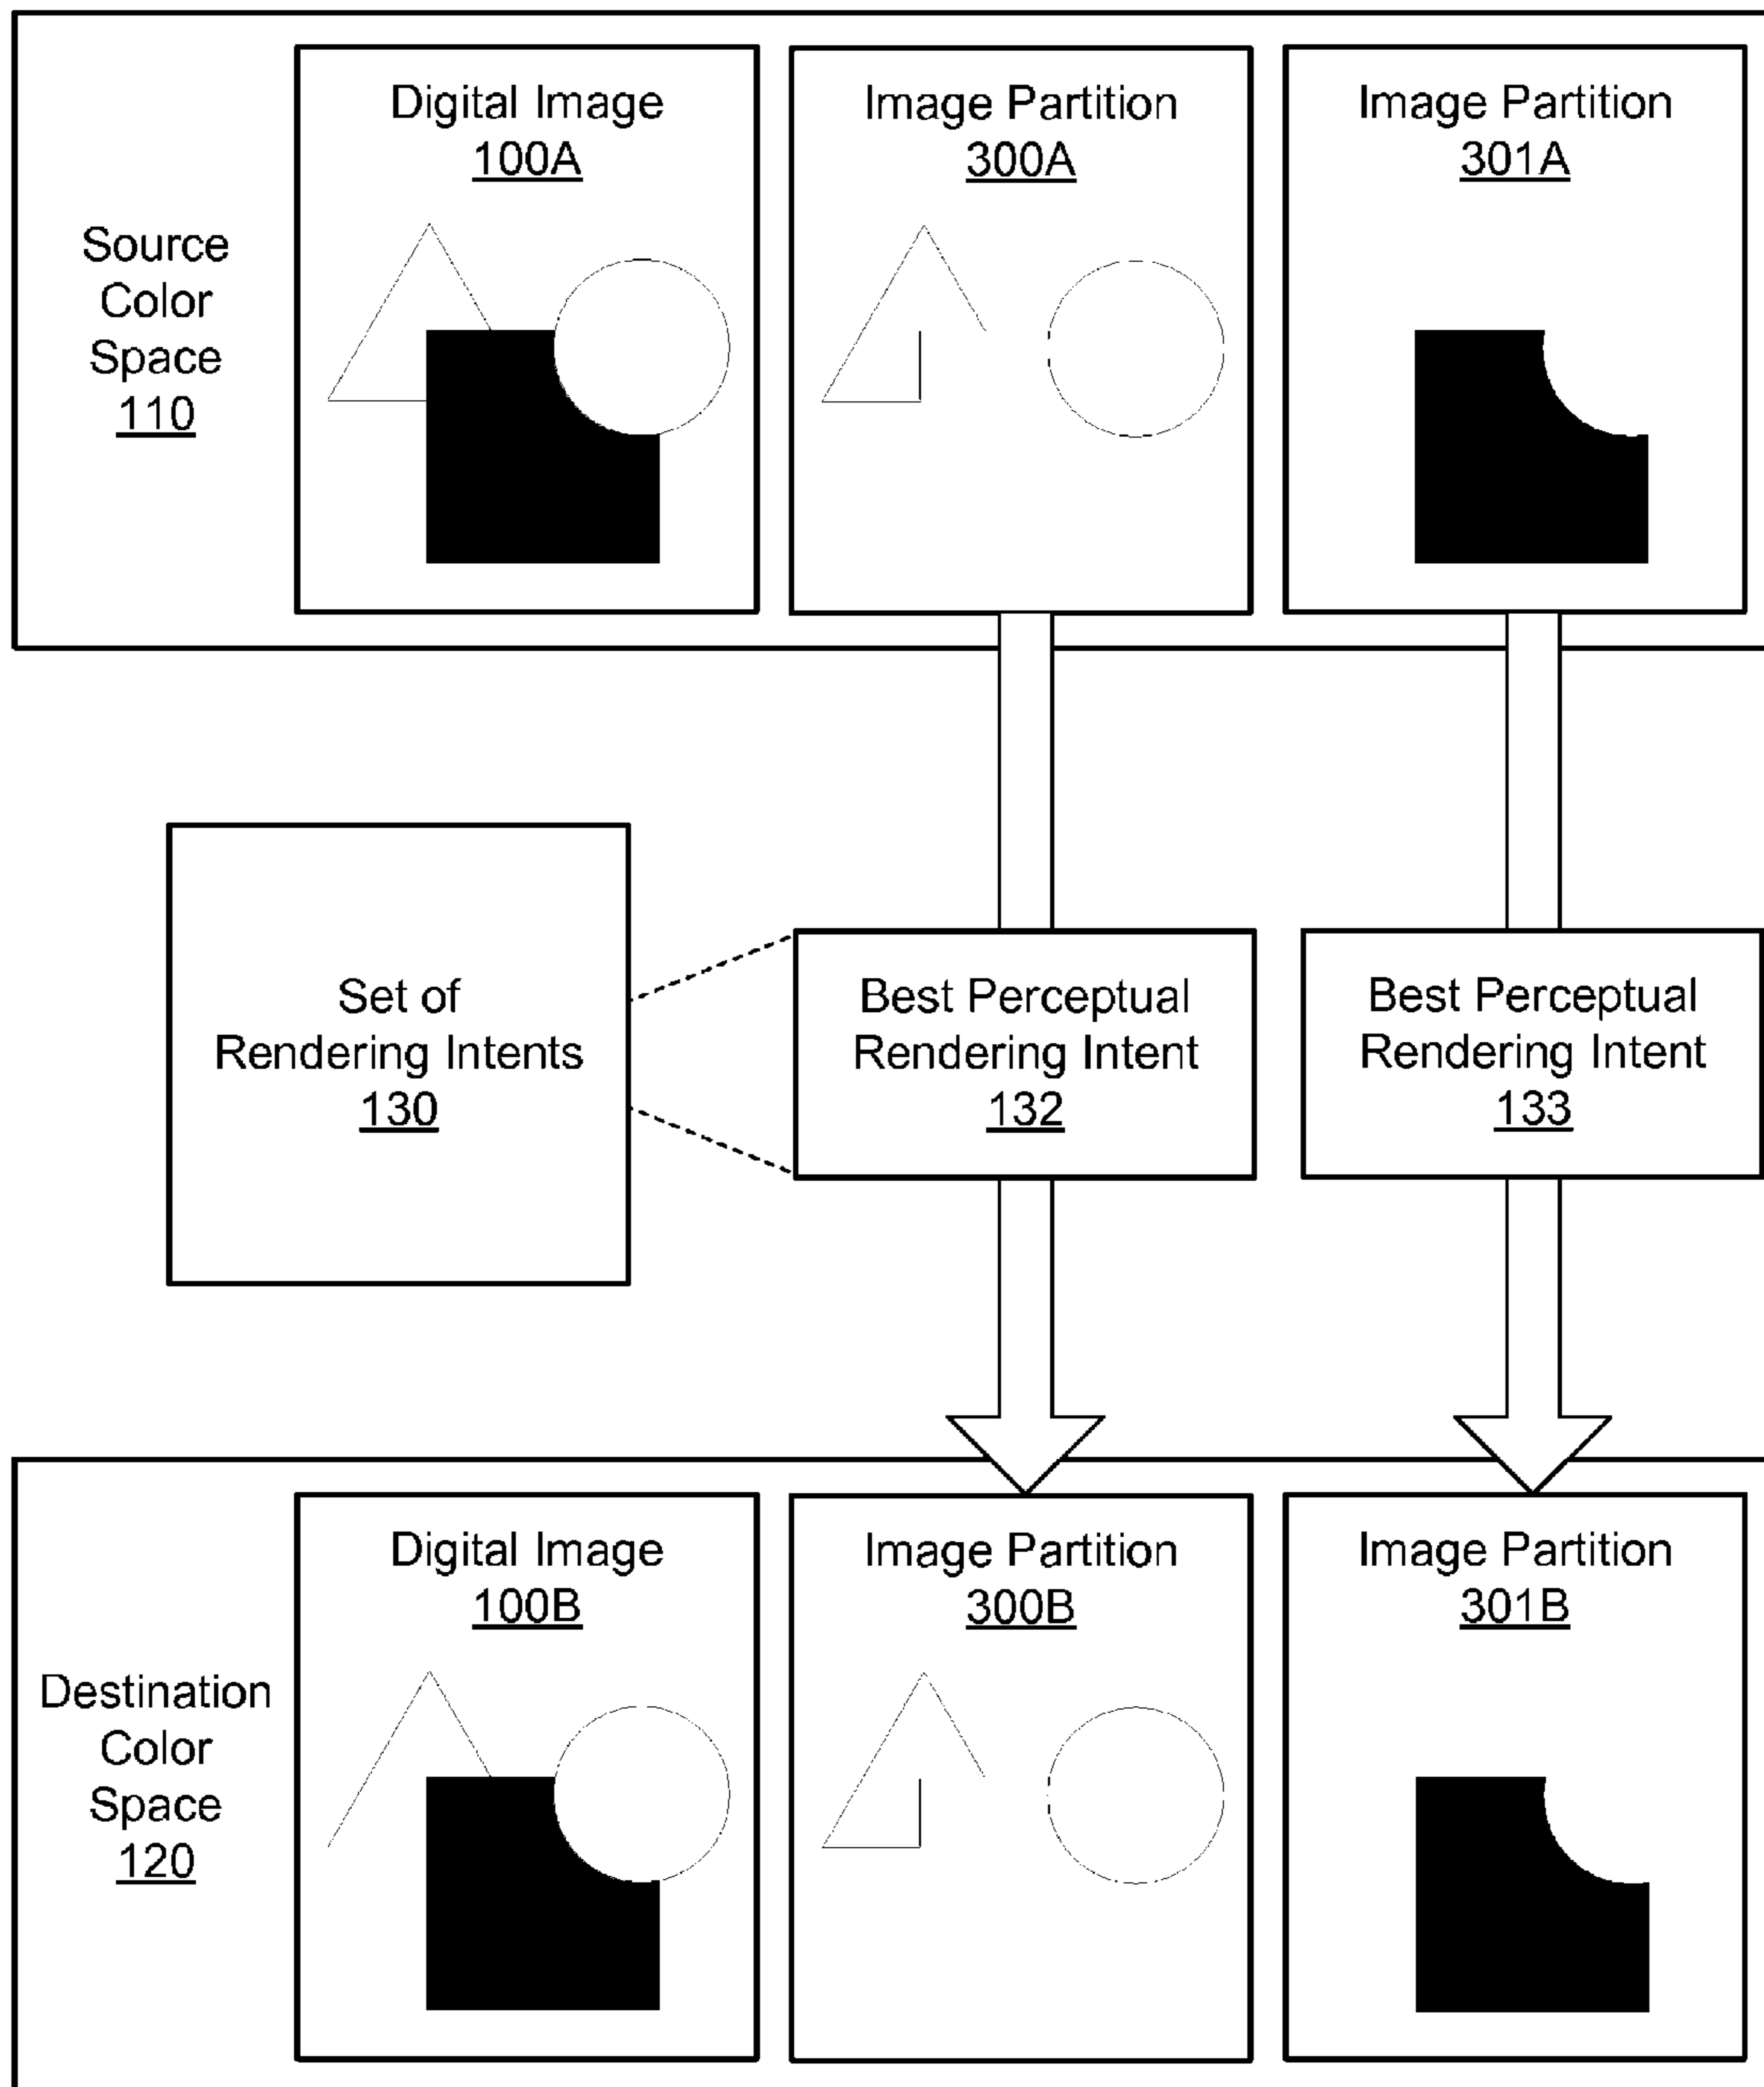 Digital Image
100A
Image Partition
300A
Image Partition
301A
Source
Color
Space
110
Set of
Rendering Intents
130
Best Perceptual
Rendering Intent
132
Best Perceptual
Rendering Intent
133
Digital Image
100B
Image Partition
300B
Image Partition
301B
Destination
Color
Space
120